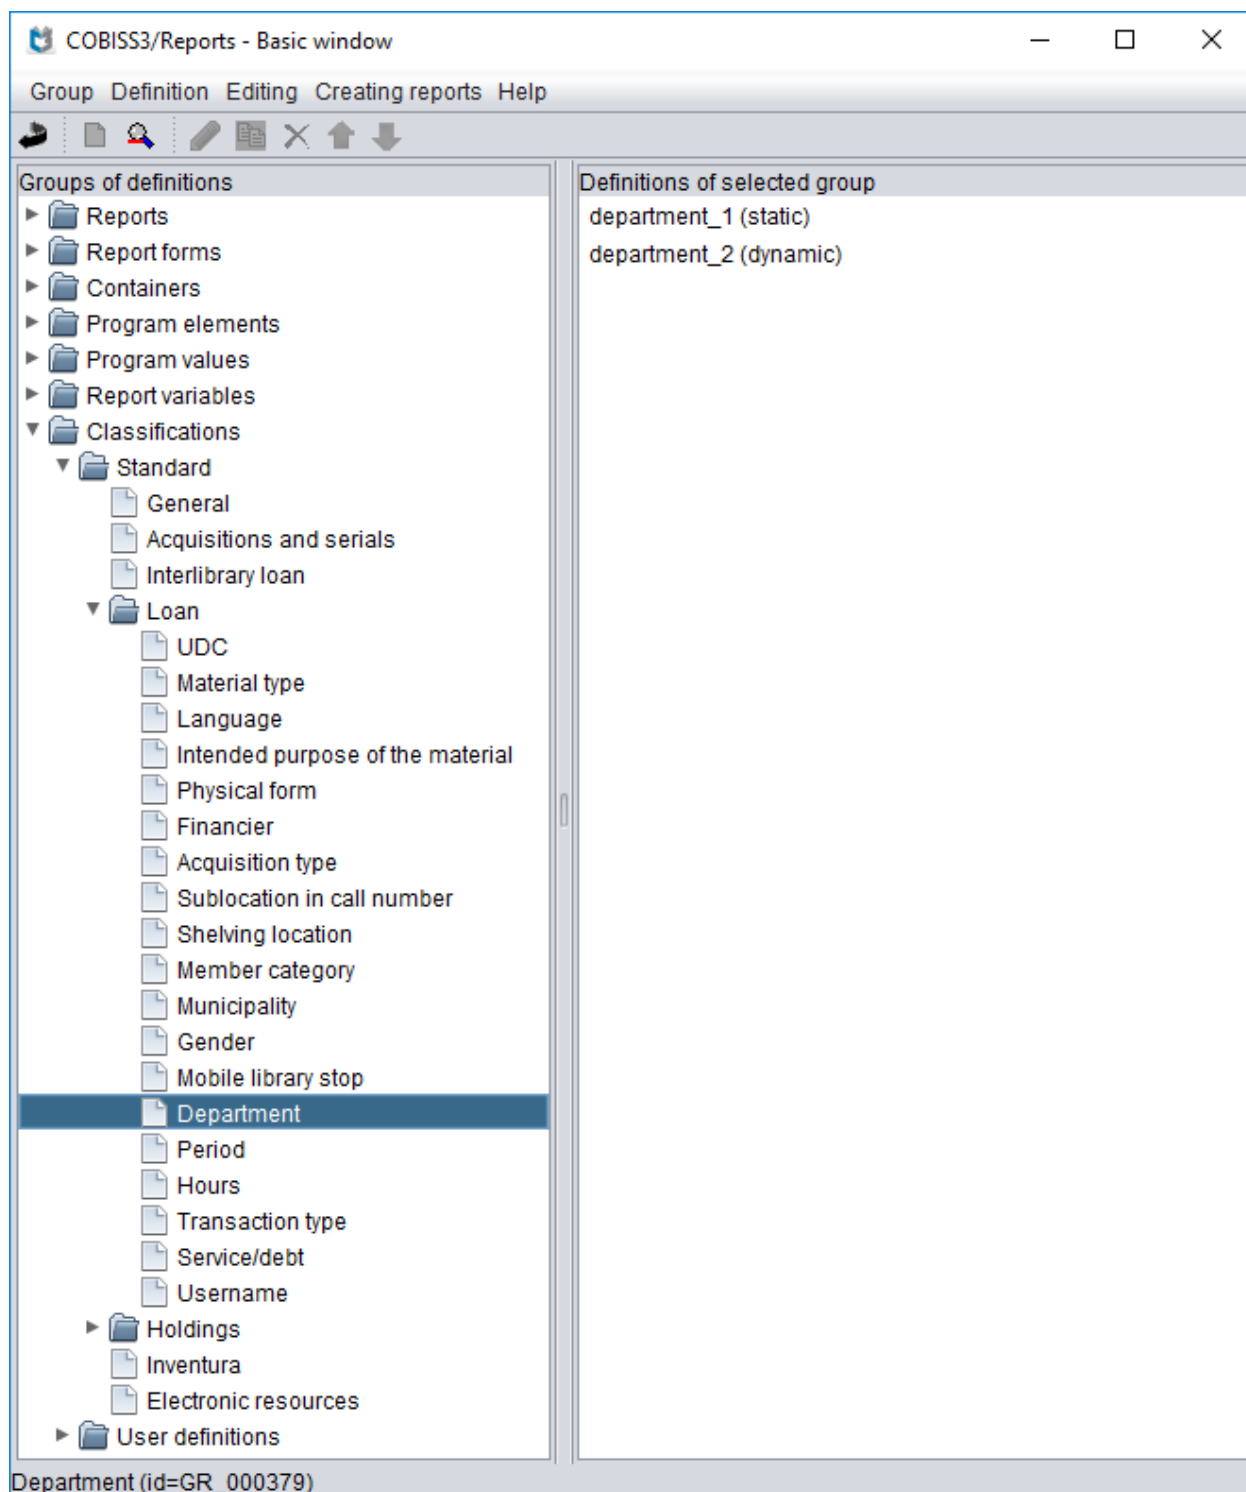 COBISS3/Reports - Basic window
Group Definition Editing Creating reports Help
Groups of definitions
Reports
Report forms
Containers
Program elements
Program values
Report variables
Classifications
Standard
General
Acquisitions and serials
Interlibrary loan
Loan
UDC
Material type
Language
Intended purpose of the material
Physical form
Financier
Acquisition type
Sublocation in call number
Shelving location
Member category
Municipality
Gender
Mobile library stop
Department
Period
Hours
Transaction type
Service/debt
Username
Holdings
Inventura
Electronic resources
User definitions
Definitions of selected group
department_1 (static)
department_2 (dynamic)
Department (id=GR_000379)